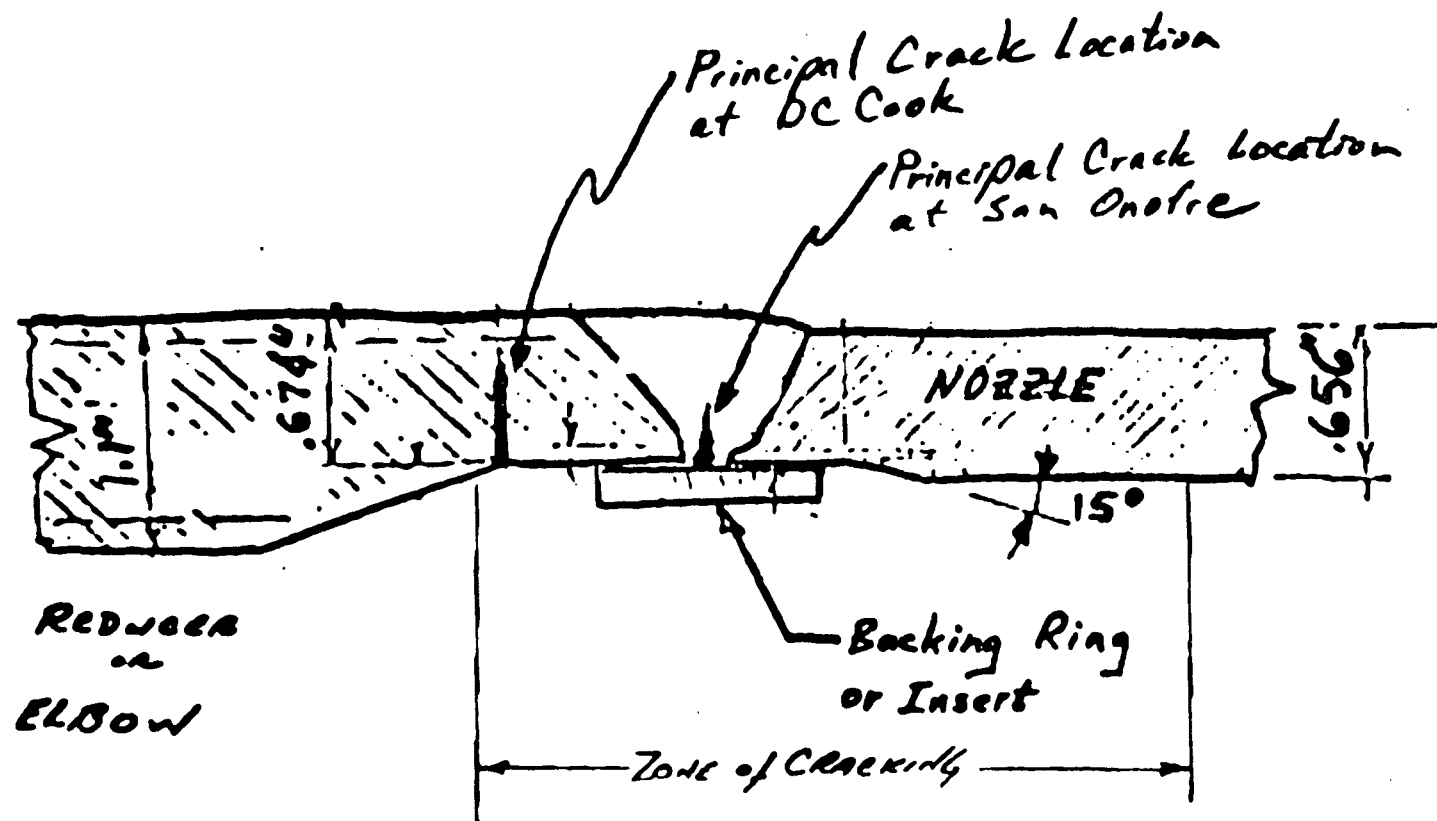 Principal Crack Location
at DC Cook
Principal Crack Location
at San Onofre
.674"
NOZZLE
.656"
15°
REDUCER
OR
ELBOW
Backing Ring
or Insert
ZONE of CRACKING